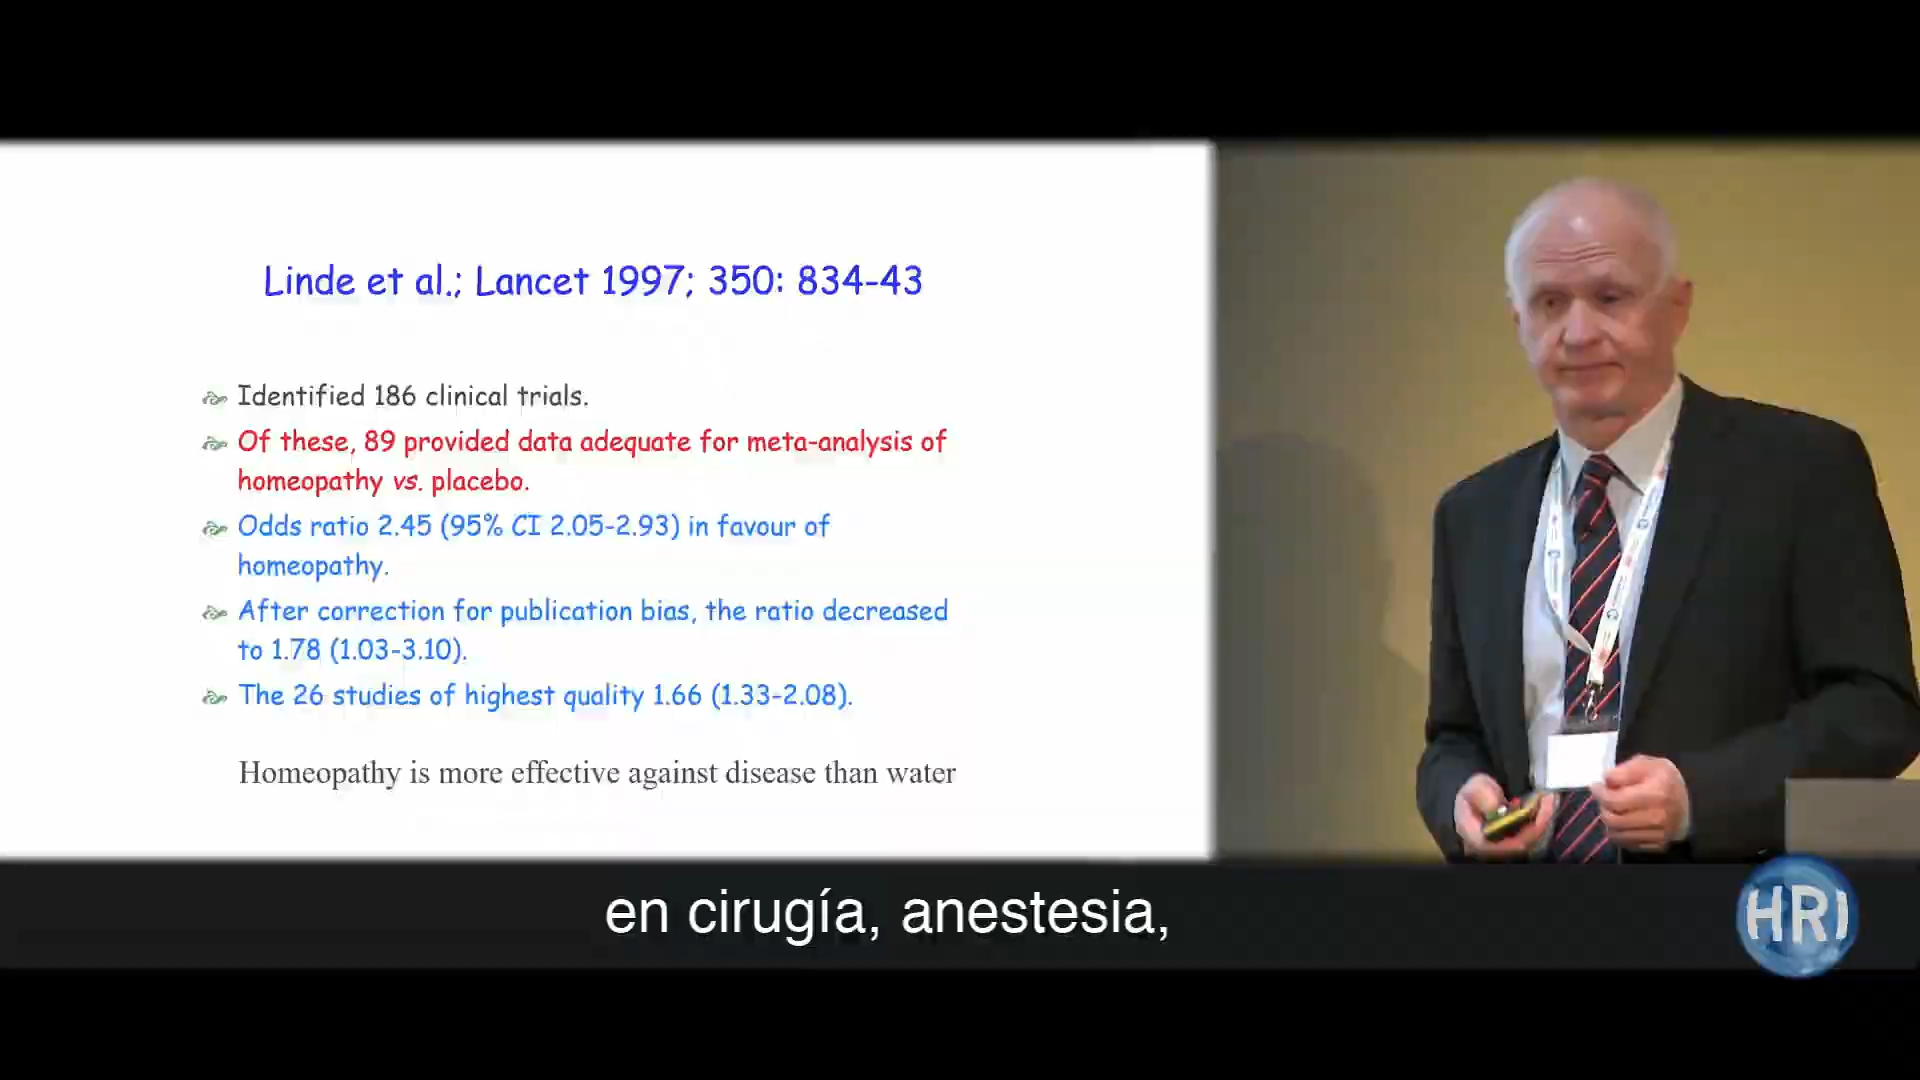 Linde et al.; Lancet 1997; 350: 834-43
Identified 186 clinical trials.
Of these, 89 provided data adequate for meta-analysis of
homeopathy vs. placebo.
Odds ratio 2.45 (95% CI 2.05-2.93) in favour of
homeopathy.
After correction for publication bias, the ratio decreased
to 1.78 (1.03-3.10).
The 26 studies of highest quality 1.66 (1.33-2.08).
Homeopathy is more effective against disease than water
en cirugía, anestesia,
HRI